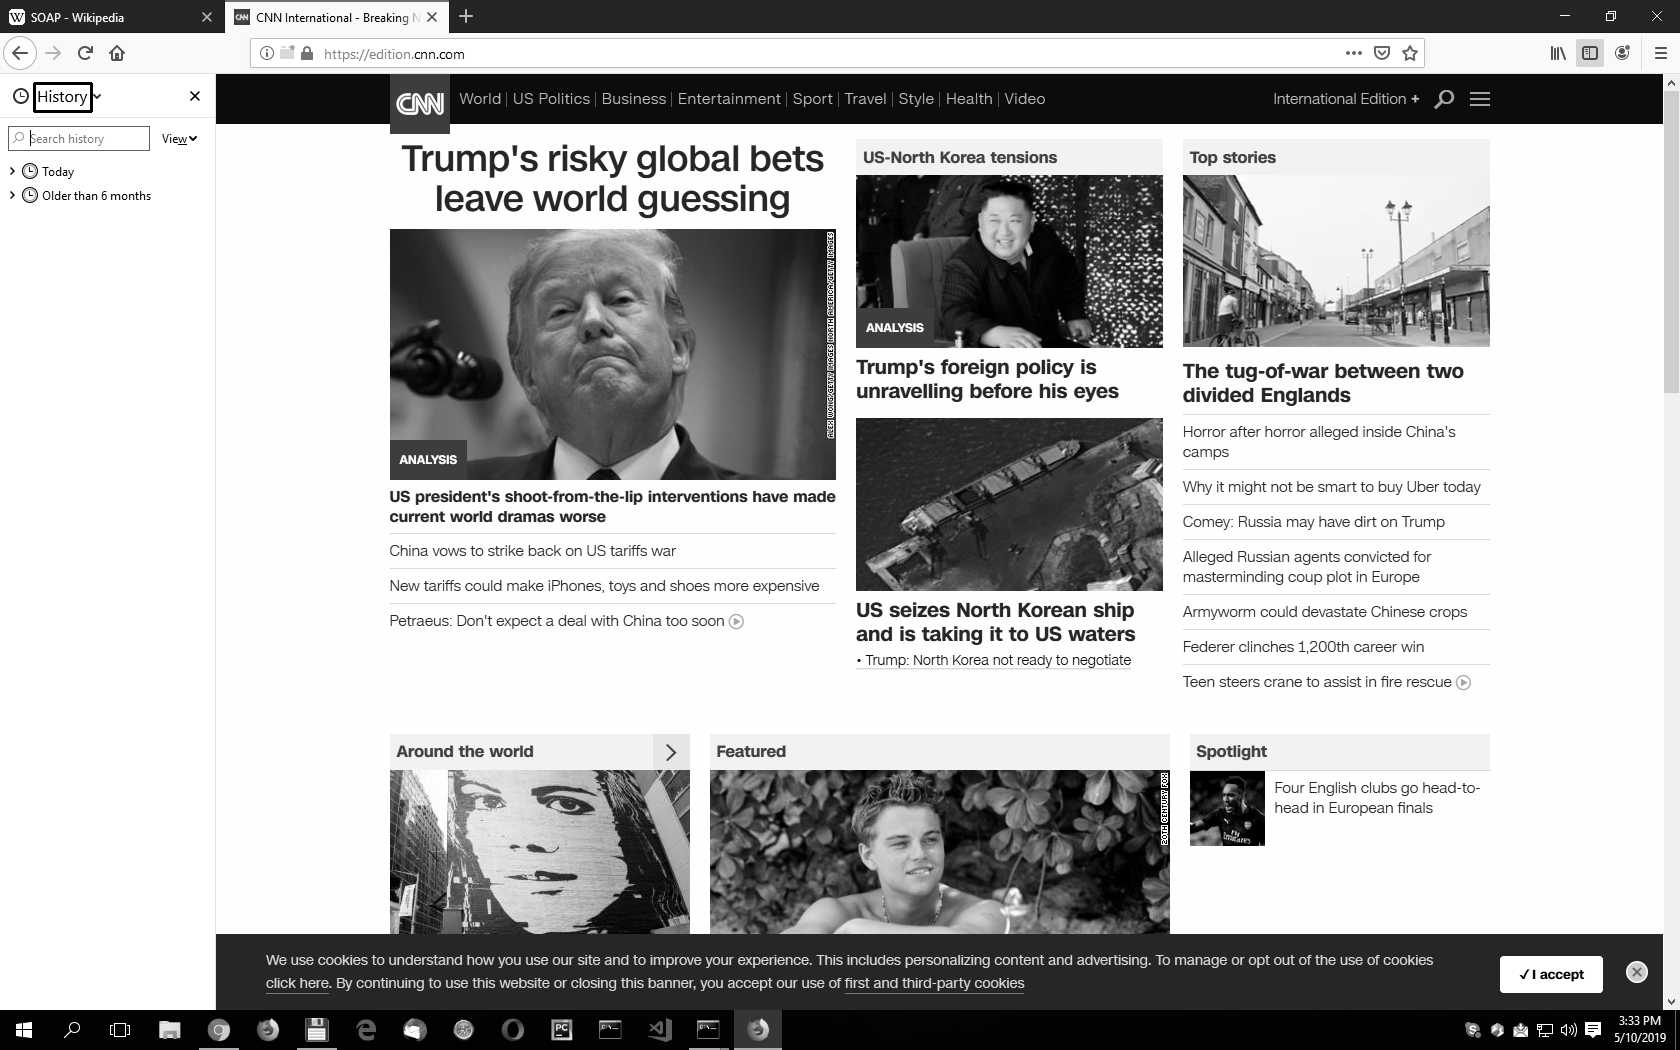 SOAP - Wikipedia
CNN International - Breaking N
https://edition.cnn.com
History
Search history
View
Today
Older than 6 months
CNN
World | US Politics | Business | Entertainment | Sport | Travel | Style | Health | Video
International Edition +
Trump's risky global bets
leave world guessing
ALEX WONG/GETTY IMAGES NORTH AMERICA/GETTY IMAGES
ANALYSIS
US president's shoot-from-the-lip interventions have made
current world dramas worse
China vows to strike back on US tariffs war
New tariffs could make iPhones, toys and shoes more expensive
Petraeus: Don't expect a deal with China too soon
US-North Korea tensions
ANALYSIS
Trump's foreign policy is
unravelling before his eyes
US seizes North Korean ship
and is taking it to US waters
• Trump: North Korea not ready to negotiate
Top stories
The tug-of-war between two
divided Englands
Horror after horror alleged inside China's
camps
Why it might not be smart to buy Uber today
Comey: Russia may have dirt on Trump
Alleged Russian agents convicted for
masterminding coup plot in Europe
Armyworm could devastate Chinese crops
Federer clinches 1,200th career win
Teen steers crane to assist in fire rescue
Around the world
Featured
20TH CENTURY FOX
Spotlight
Four English clubs go head-to-
head in European finals
We use cookies to understand how you use our site and to improve your experience. This includes personalizing content and advertising. To manage or opt out of the use of cookies
click here. By continuing to use this website or closing this banner, you accept our use of first and third-party cookies
✓ I accept
3:33 PM
5/10/2019